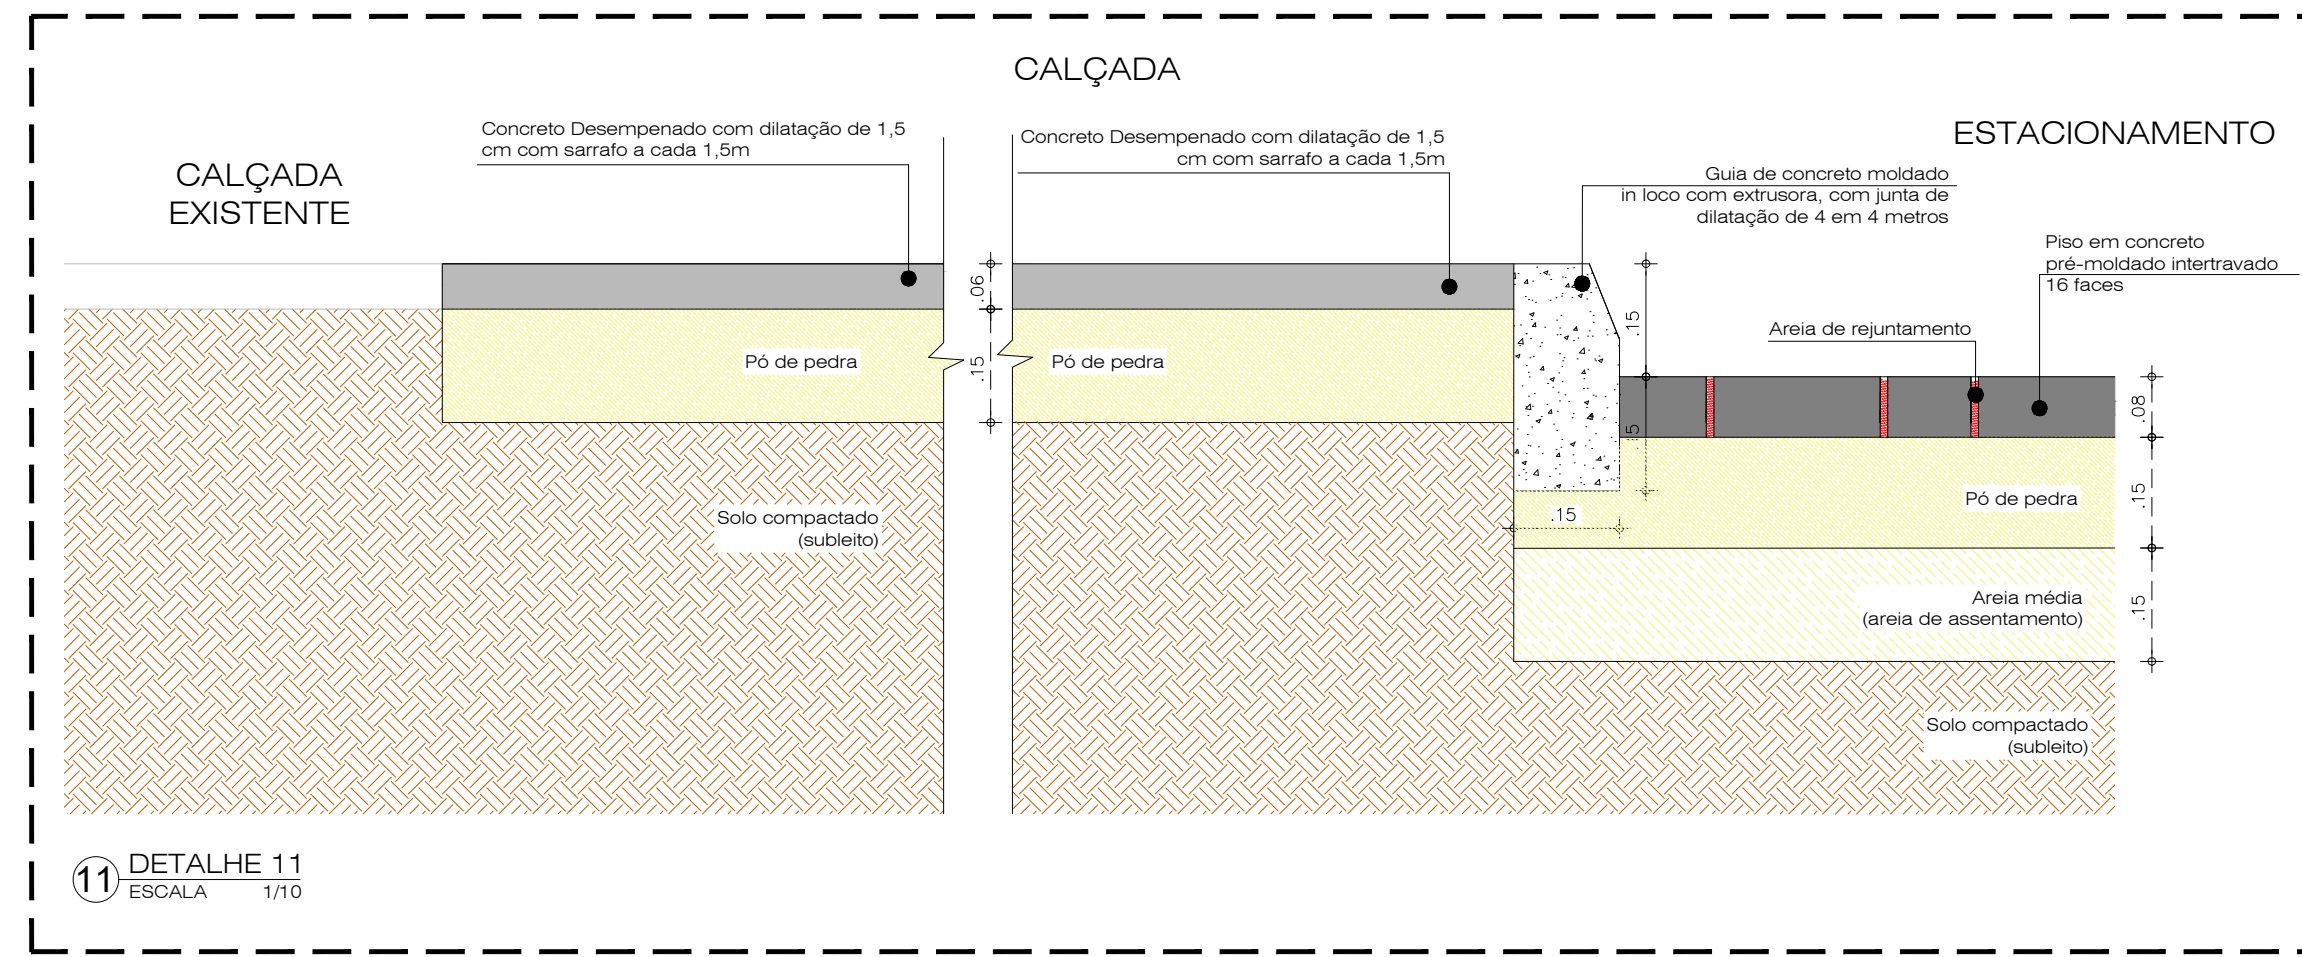 CALÇADA
ESTACIONAMENTO
CALÇADA
EXISTENTE
Concreto Desempenado com dilatação de 1,5
cm com sarrafo a cada 1,5m
Concreto Desempenado com dilatação de 1,5
cm com sarrafo a cada 1,5m
Guia de concreto moldado
in loco com extrusora, com junta de
dilatação de 4 em 4 metros
Piso em concreto
pré-moldado intertravado
16 faces
Areia de rejuntamento
.06
.15
.15
.08
.15
.15
.15
Pó de pedra
Pó de pedra
Pó de pedra
Solo compactado
(subleito)
Areia média
(areia de assentamento)
Solo compactado
(subleito)
11
DETALHE 11
ESCALA 1/10